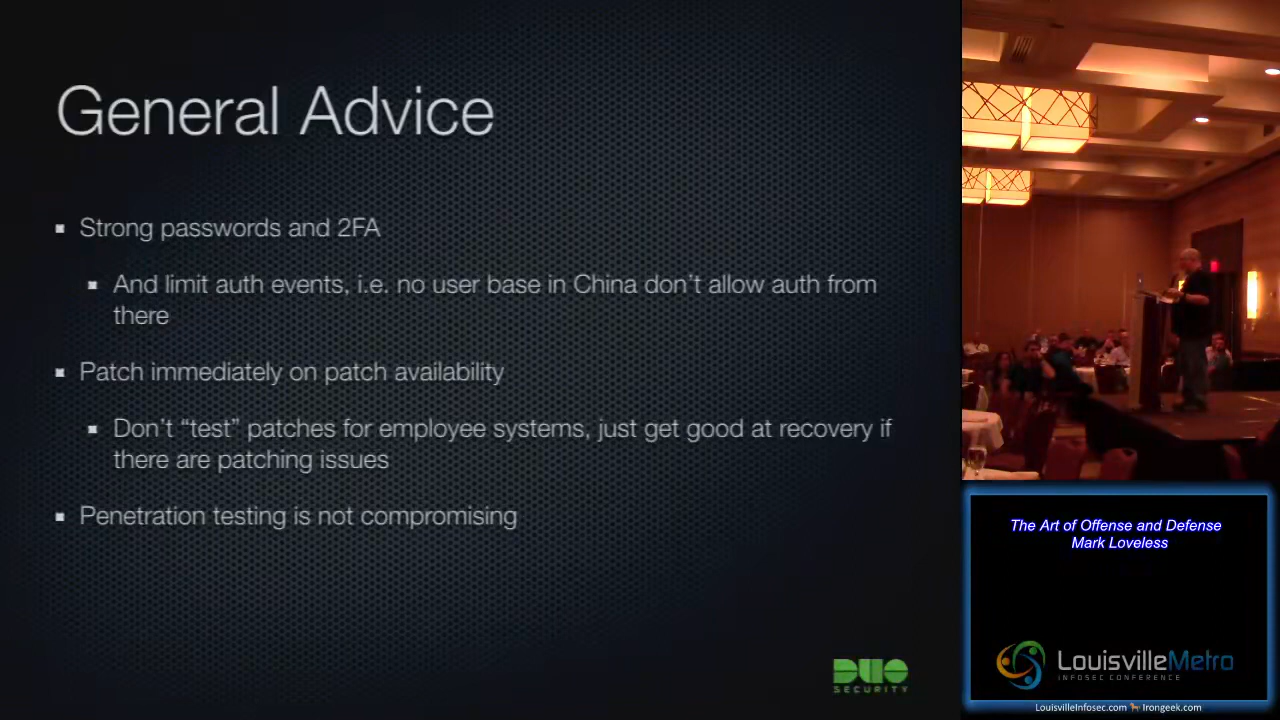 General Advice
Strong passwords and 2FA
And limit auth events, i.e. no user base in China don't allow auth from
there
Patch immediately on patch availability
Don't “test” patches for employee systems, just get good at recovery if
there are patching issues
Penetration testing is not compromising
DUO
SECURITY
The Art of Offense and Defense
Mark Loveless
LouisvilleMetro
INFOSEC CONFERENCE
LouisvilleInfosec.com Irongeek.com